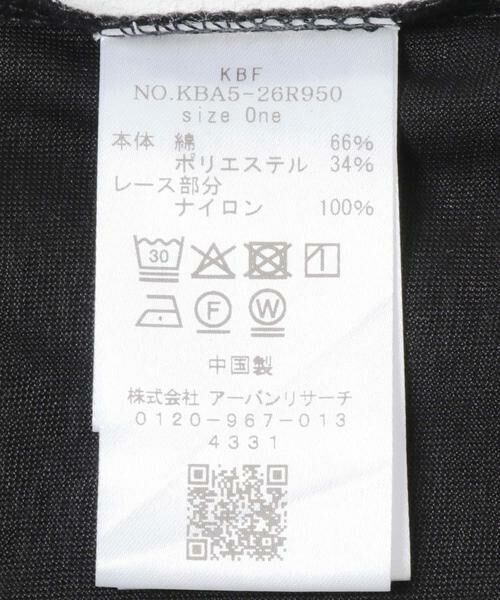 KBF
NO.KBA5-26R950
size One
本体 綿 66%
ポリエステル 34%
レース部分
ナイロン 100%
30
F W
中国製
株式会社 アーバンリサーチ
0120-967-013
4331